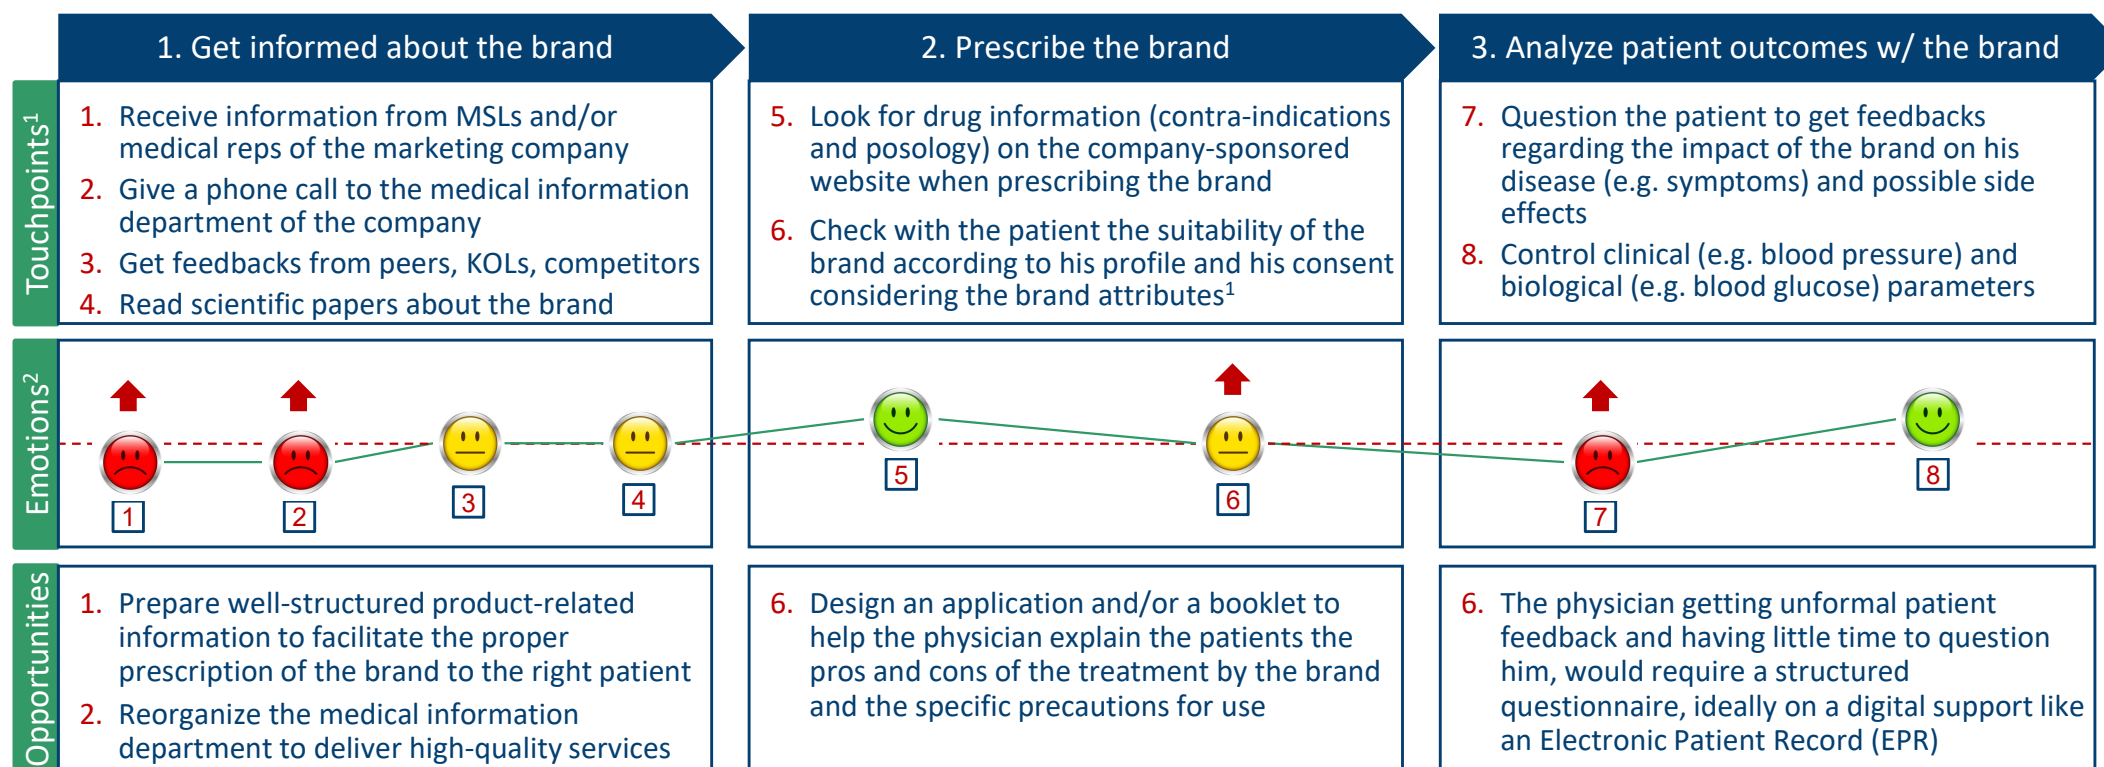 1. Get informed about the brand
2. Prescribe the brand
3. Analyze patient outcomes w/ the brand
Touchpoints1
1. Receive information from MSLs and/or
medical reps of the marketing company
2. Give a phone call to the medical information
department of the company
3. Get feedbacks from peers, KOLs, competitors
4. Read scientific papers about the brand
5. Look for drug information (contra-indications
and posology) on the company-sponsored
website when prescribing the brand
6. Check with the patient the suitability of the
brand according to his profile and his consent
considering the brand attributes1
7. Question the patient to get feedbacks
regarding the impact of the brand on his
disease (e.g. symptoms) and possible side
effects
8. Control clinical (e.g. blood pressure) and
biological (e.g. blood glucose) parameters
Emotions2
1
2
3
4
5
6
7
8
Opportunities
1. Prepare well-structured product-related
information to facilitate the proper
prescription of the brand to the right patient
2. Reorganize the medical information
department to deliver high-quality services
6. Design an application and/or a booklet to
help the physician explain the patients the
pros and cons of the treatment by the brand
and the specific precautions for use
6. The physician getting unformal patient
feedback and having little time to question
him, would require a structured
questionnaire, ideally on a digital support like
an Electronic Patient Record (EPR)